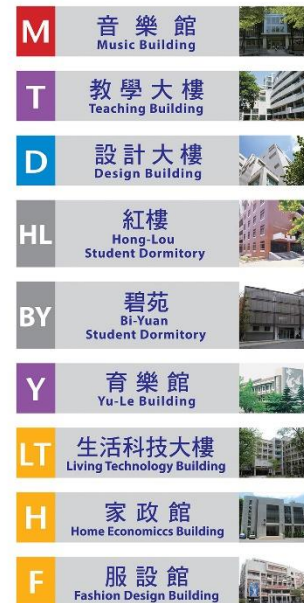 M
音樂館
Music Building
T
教學大樓
Teaching Building
D
設計大樓
Design Building
HL
紅樓
Hong-Lou
Student Dormitory
BY
碧苑
Bi-Yuan
Student Dormitory
Y
育樂館
Yu-Le Building
LT
生活科技大樓
Living Technology Building
H
家政館
Home Economiccs Building
F
服設館
Fashion Design Building